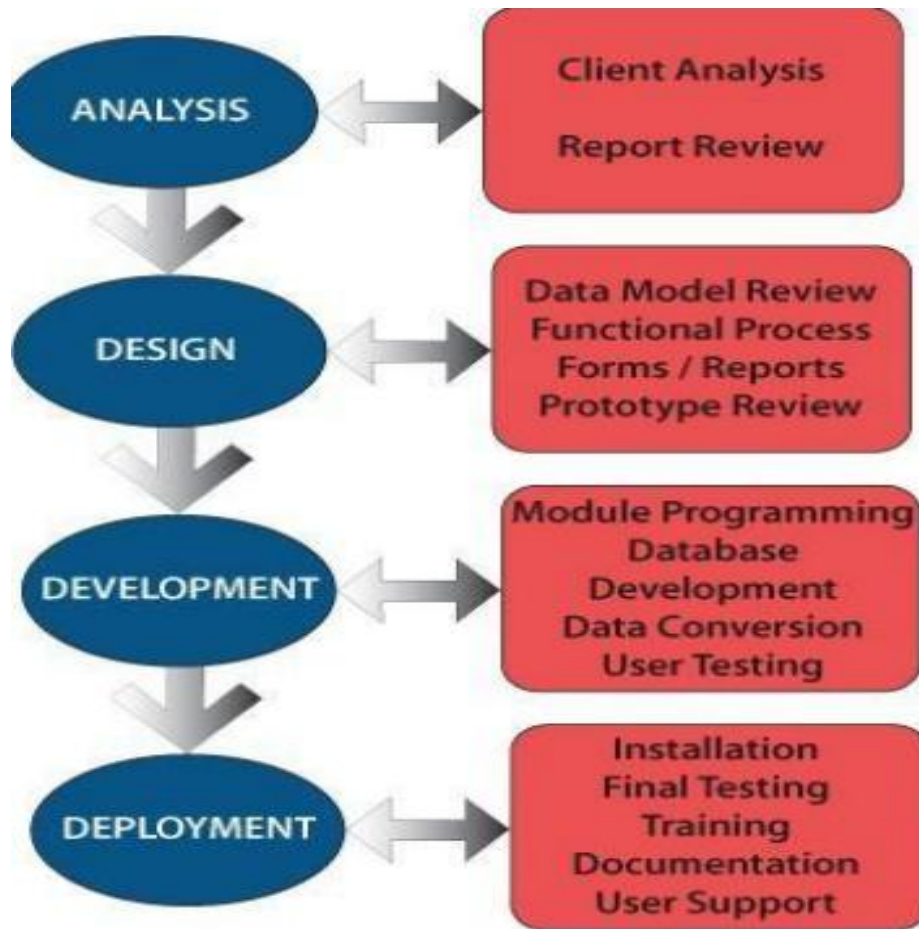 ANALYSIS
Client Analysis
Report Review
DESIGN
Data Model Review
Functional Process
Forms / Reports
Prototype Review
DEVELOPMENT
Module Programming
Database
Development
Data Conversion
User Testing
DEPLOYMENT
Installation
Final Testing
Training
Documentation
User Support